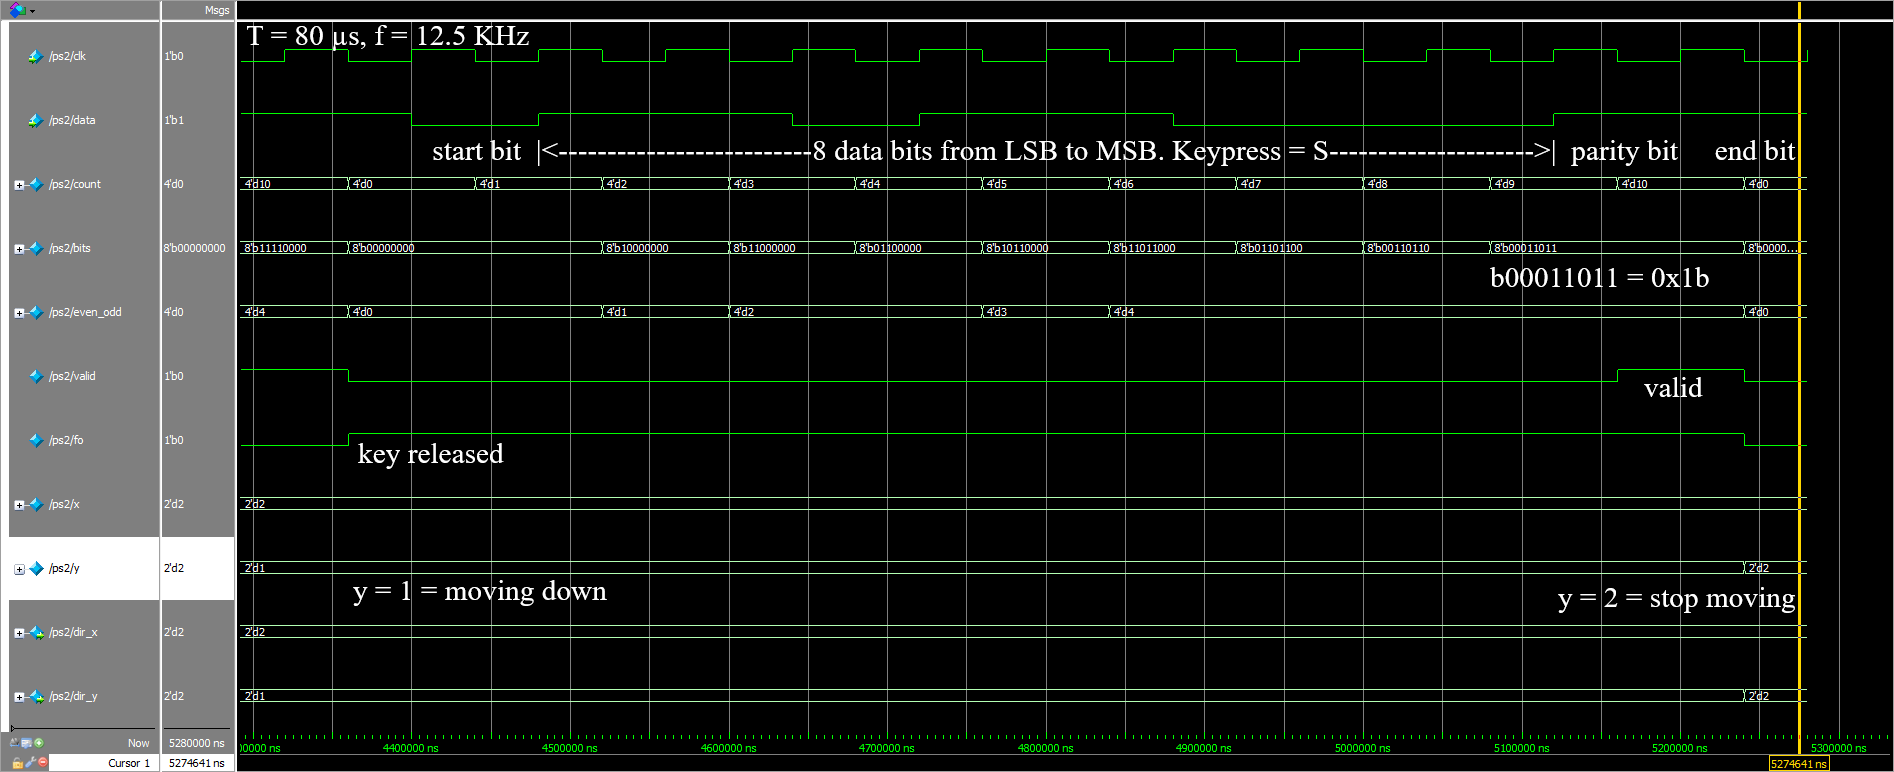 Msgs
T = 80 µs, f = 12.5 KHz
/ps2/clk 1'b0
/ps2/data 1'b1
start bit |<-----------------------8 data bits from LSB to MSB. Keypress = S------------------->| parity bit end bit
/ps2/count 4'd0 4'd10 4'd0 4'd1 4'd2 4'd3 4'd4 4'd5 4'd6 4'd7 4'd8 4'd9 4'd10 4'd0
/ps2/bits 8'b00000000 8'b11110000 8'b00000000 8'b10000000 8'b11000000 8'b01100000 8'b10110000 8'b11011000 8'b01101100 8'b00110110 8'b00011011 8'b0000...
b00011011 = 0x1b
/ps2/even_odd 4'd0 4'd4 4'd0 4'd1 4'd2 4'd3 4'd4 4'd0
/ps2/valid 1'b0
valid
/ps2/fo 1'b0
key released
/ps2/x 2'd2 2'd2
/ps2/y 2'd2 2'd1 2'd2
y = 1 = moving down y = 2 = stop moving
/ps2/dir_x 2'd2 2'd2
/ps2/dir_y 2'd2 2'd1 2'd2
Now 5280000 ns 00000 ns 4400000 ns 4500000 ns 4600000 ns 4700000 ns 4800000 ns 4900000 ns 5000000 ns 5100000 ns 5200000 ns 5300000 ns
Cursor 1 5274641 ns 5274641 ns